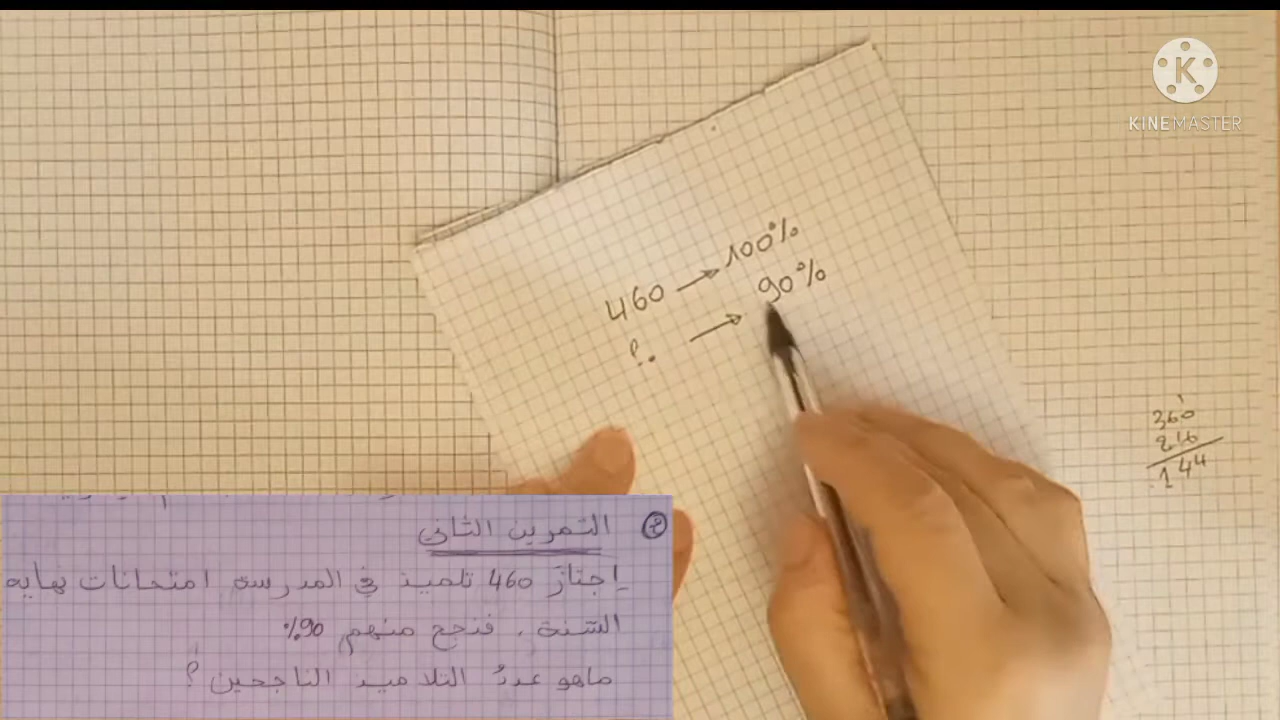 KINEMASTER
460 → 100%
؟. → 90%
360
216
144
التمرين الثاني
إجتاز 460 تلميذ في المدرسة امتحانات نهاية
السنة . فنجح منهم 90%
ماهو عددُ التلاميذ الناجحين ؟